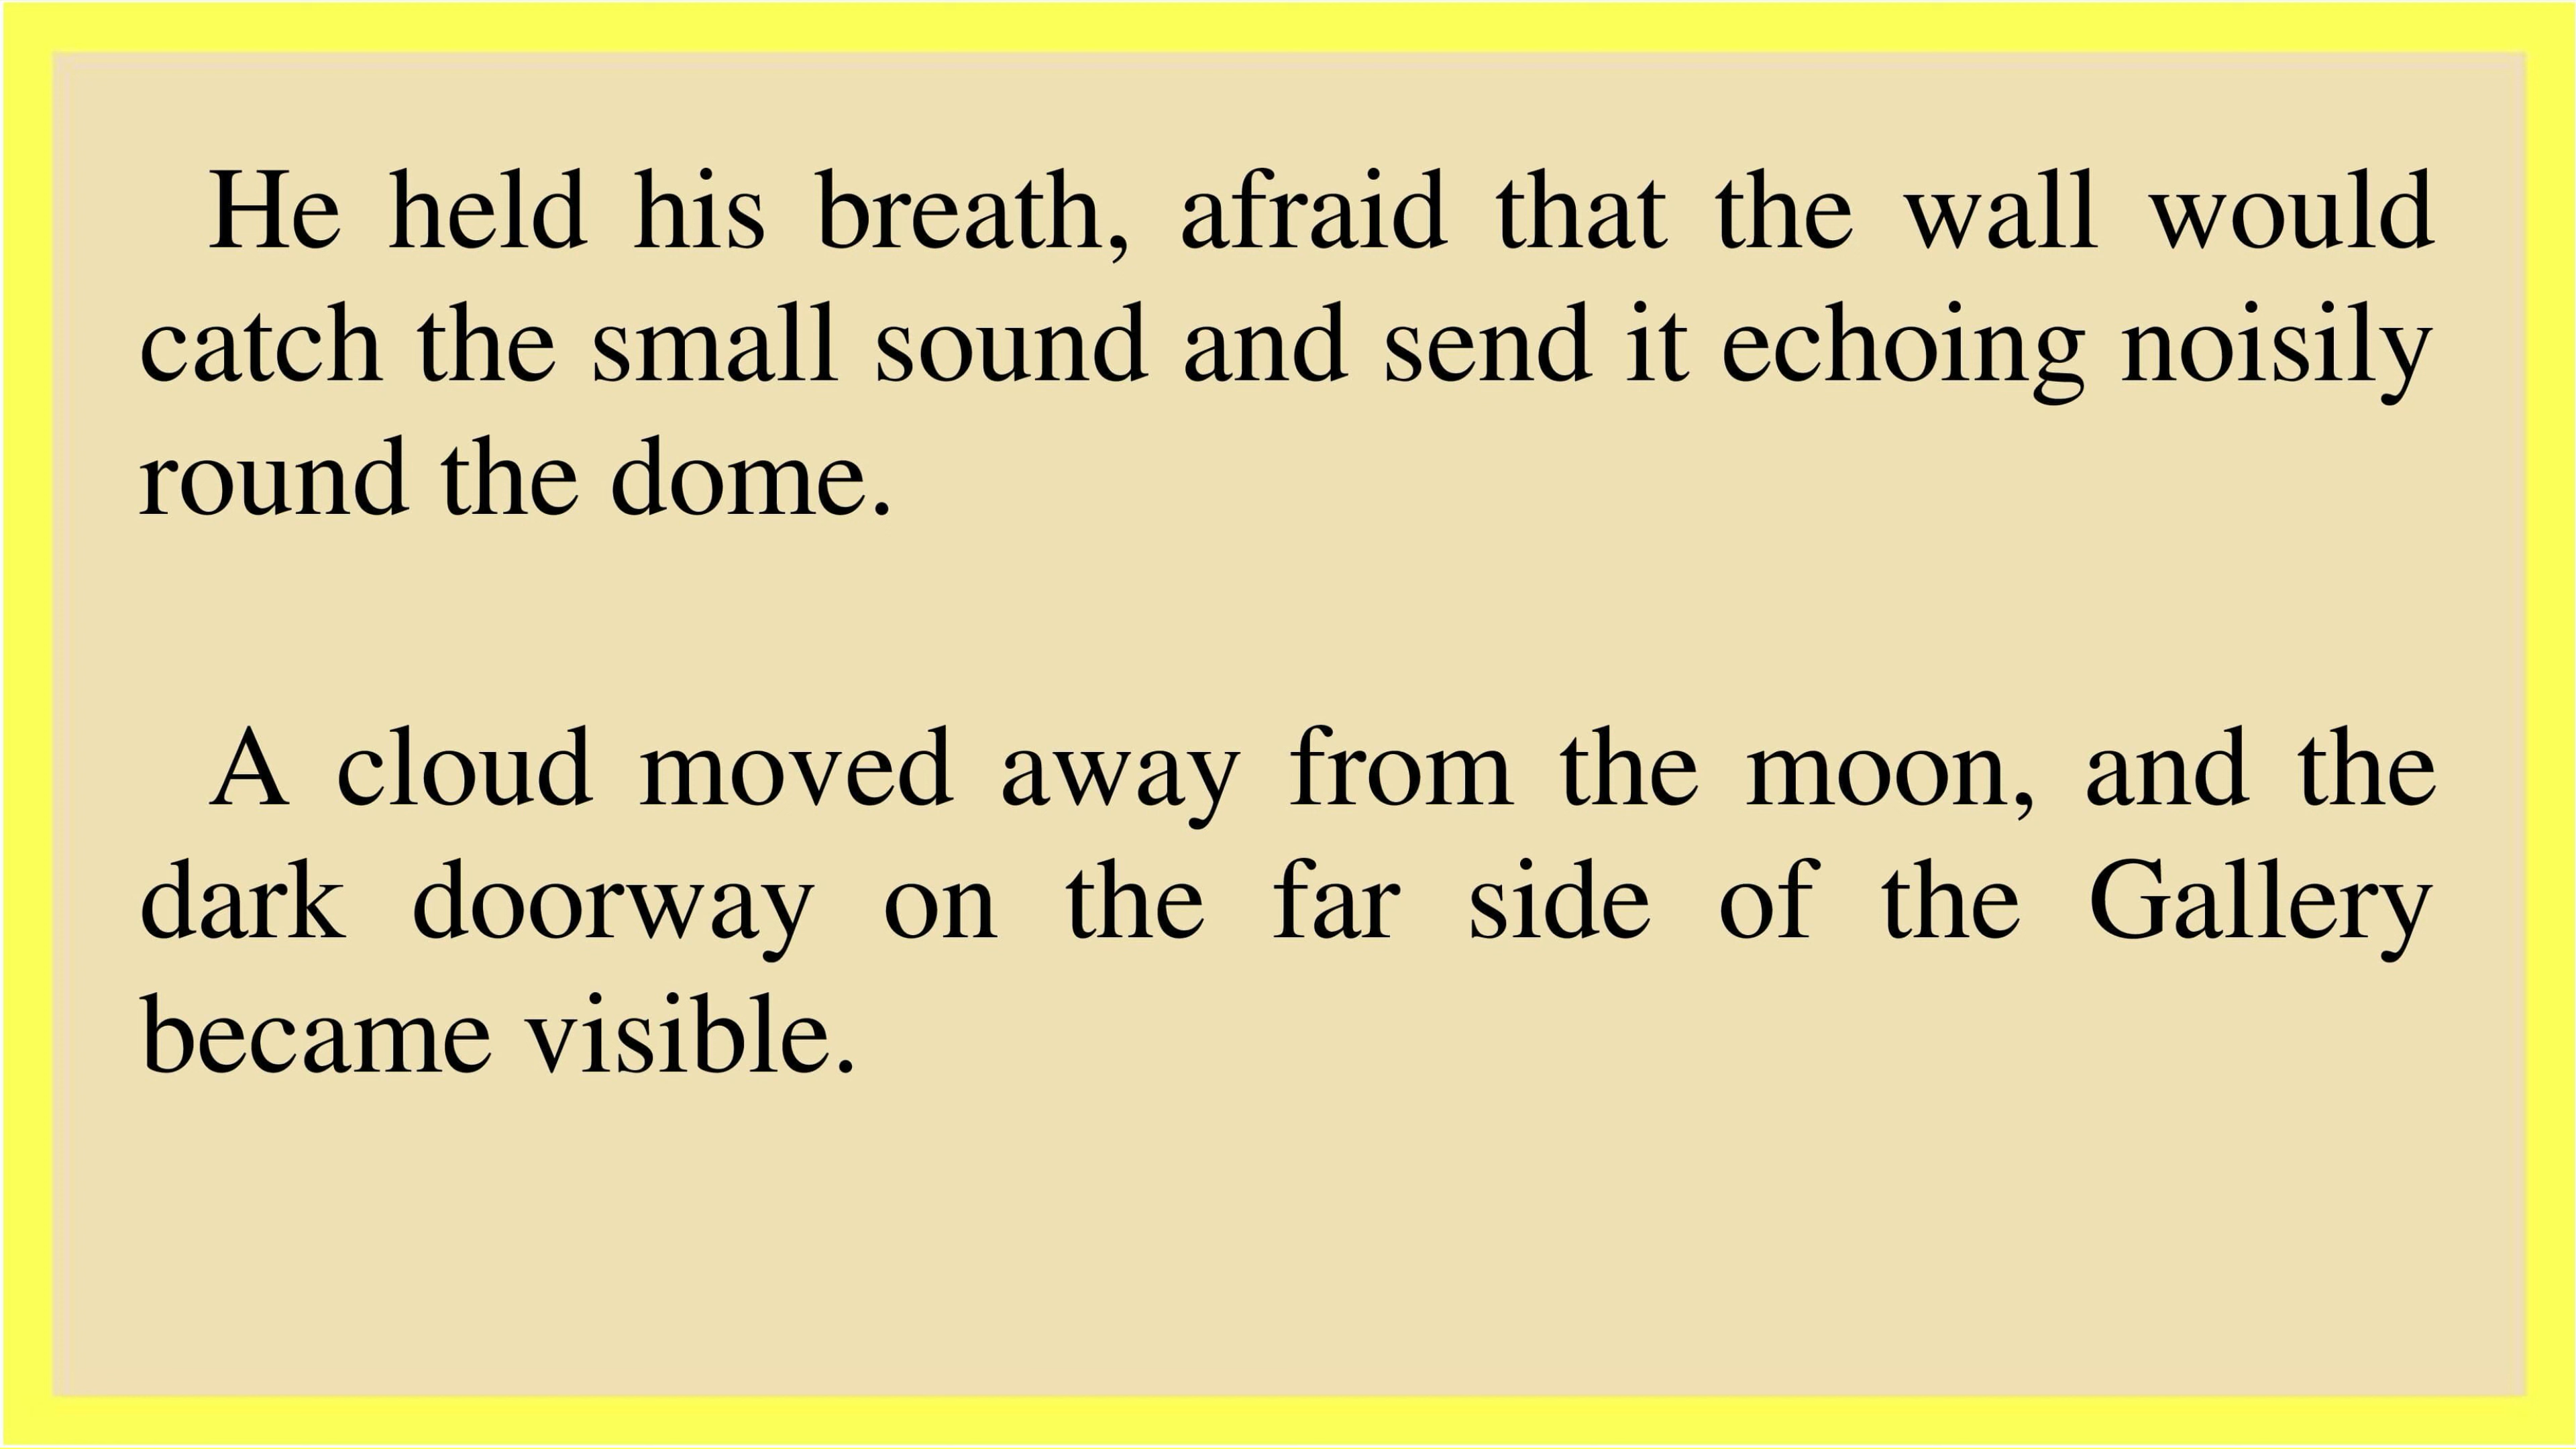 He held his breath, afraid that the wall would
catch the small sound and send it echoing noisily
round the dome.
A cloud moved away from the moon, and the
dark doorway on the far side of the Gallery
became visible.